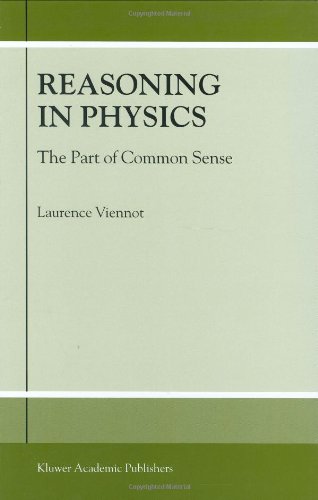 REASONING
IN PHYSICS
The Part of Common Sense
Laurence Viennot
Kluwer Academic Publishers